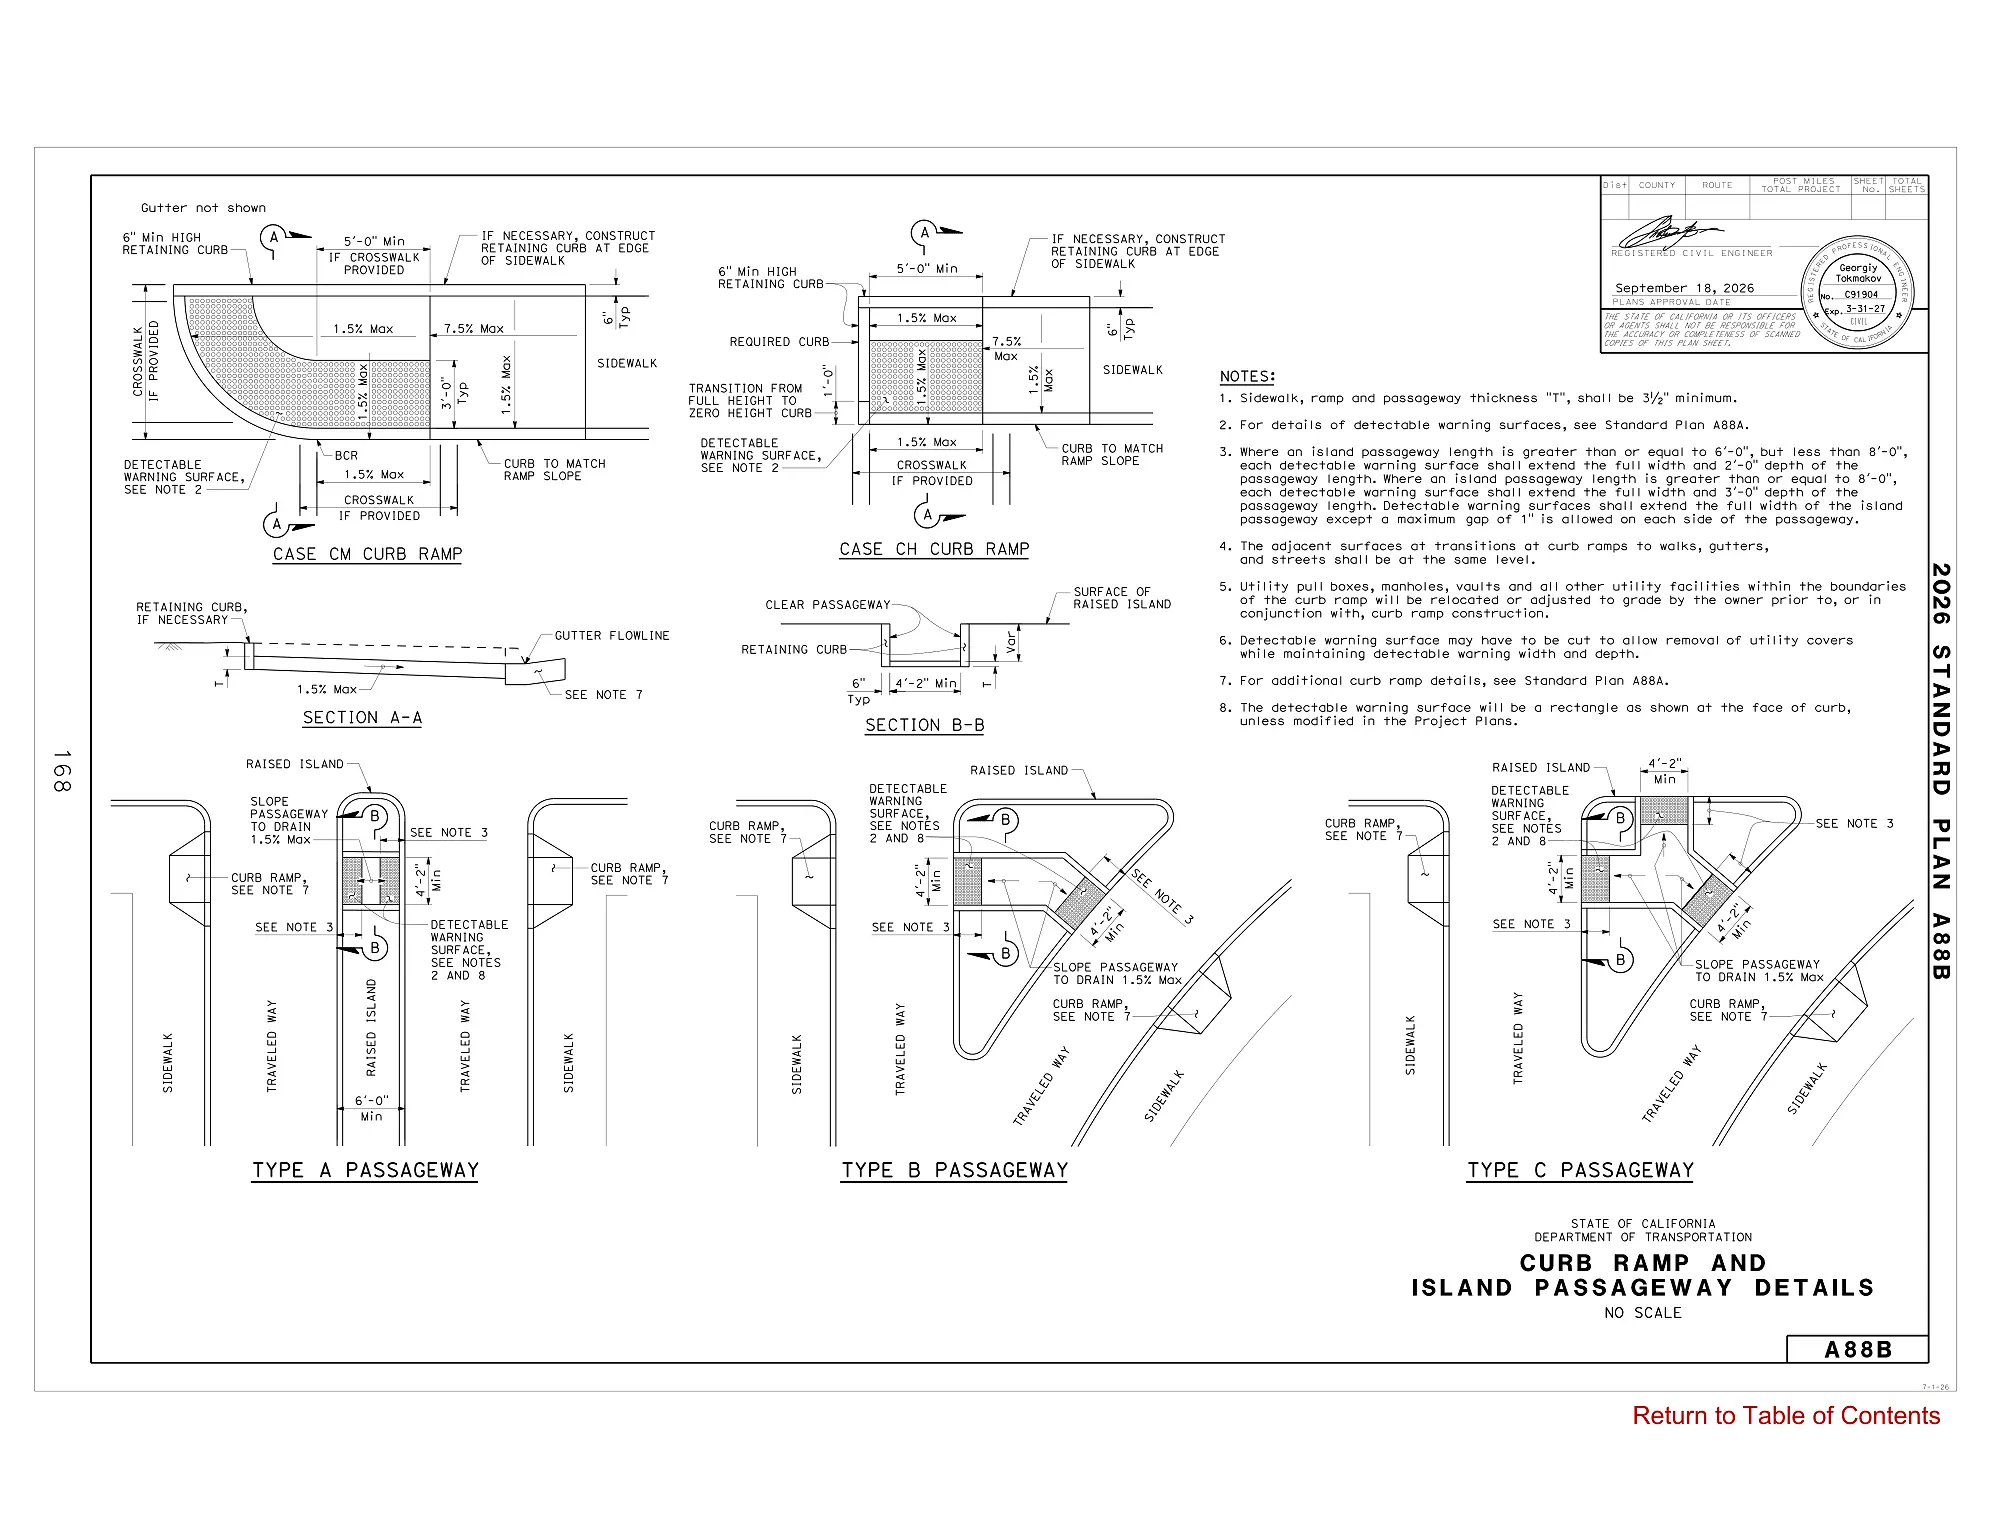 Dist COUNTY ROUTE POST MILES TOTAL PROJECT SHEET No. TOTAL SHEETS
REGISTERED CIVIL ENGINEER
September 18, 2026
PLANS APPROVAL DATE
THE STATE OF CALIFORNIA OR ITS OFFICERS
OR AGENTS SHALL NOT BE RESPONSIBLE FOR
THE ACCURACY OR COMPLETENESS OF SCANNED
COPIES OF THIS PLAN SHEET.
REGISTERED PROFESSIONAL ENGINEER
Georgiy
Tokmakov
No. C91904
Exp. 3-31-27
CIVIL
STATE OF CALIFORNIA
Gutter not shown
6" Min HIGH
RETAINING CURB
A
5'-0" Min
IF CROSSWALK
PROVIDED
IF NECESSARY, CONSTRUCT
RETAINING CURB AT EDGE
OF SIDEWALK
CROSSWALK
IF PROVIDED
1.5% Max
7.5% Max
6"
Typ
SIDEWALK
1.5% Max
3'-0"
Typ
1.5% Max
DETECTABLE
WARNING SURFACE,
SEE NOTE 2
BCR
1.5% Max
CURB TO MATCH
RAMP SLOPE
CROSSWALK
IF PROVIDED
A
CASE CM CURB RAMP
A
6" Min HIGH
RETAINING CURB
5'-0" Min
IF NECESSARY, CONSTRUCT
RETAINING CURB AT EDGE
OF SIDEWALK
1.5% Max
REQUIRED CURB
7.5%
Max
6"
Typ
SIDEWALK
TRANSITION FROM
FULL HEIGHT TO
ZERO HEIGHT CURB
1'-0"
1.5% Max
1.5%
Max
DETECTABLE
WARNING SURFACE,
SEE NOTE 2
1.5% Max
CROSSWALK
IF PROVIDED
CURB TO MATCH
RAMP SLOPE
A
CASE CH CURB RAMP
NOTES:
1. Sidewalk, ramp and passageway thickness "T", shall be 3½" minimum.
2. For details of detectable warning surfaces, see Standard Plan A88A.
3. Where an island passageway length is greater than or equal to 6'-0", but less than 8'-0",
each detectable warning surface shall extend the full width and 2'-0" depth of the
passageway length. Where an island passageway length is greater than or equal to 8'-0",
each detectable warning surface shall extend the full width and 3'-0" depth of the
passageway length. Detectable warning surfaces shall extend the full width of the island
passageway except a maximum gap of 1" is allowed on each side of the passageway.
4. The adjacent surfaces at transitions at curb ramps to walks, gutters,
and streets shall be at the same level.
5. Utility pull boxes, manholes, vaults and all other utility facilities within the boundaries
of the curb ramp will be relocated or adjusted to grade by the owner prior to, or in
conjunction with, curb ramp construction.
6. Detectable warning surface may have to be cut to allow removal of utility covers
while maintaining detectable warning width and depth.
7. For additional curb ramp details, see Standard Plan A88A.
8. The detectable warning surface will be a rectangle as shown at the face of curb,
unless modified in the Project Plans.
RETAINING CURB,
IF NECESSARY
GUTTER FLOWLINE
T
1.5% Max
SEE NOTE 7
SECTION A-A
CLEAR PASSAGEWAY
SURFACE OF
RAISED ISLAND
RETAINING CURB
Var
6"
Typ
4'-2" Min
T
SECTION B-B
RAISED ISLAND
SLOPE
PASSAGEWAY
TO DRAIN
1.5% Max
B
SEE NOTE 3
CURB RAMP,
SEE NOTE 7
4'-2"
Min
CURB RAMP,
SEE NOTE 7
SEE NOTE 3
B
DETECTABLE
WARNING
SURFACE,
SEE NOTES
2 AND 8
SIDEWALK
TRAVELED WAY
RAISED ISLAND
TRAVELED WAY
SIDEWALK
6'-0"
Min
TYPE A PASSAGEWAY
RAISED ISLAND
DETECTABLE
WARNING
SURFACE,
SEE NOTES
2 AND 8
CURB RAMP,
SEE NOTE 7
B
4'-2"
Min
SEE NOTE 3
SEE NOTE 3
4'-2"
Min
B
SLOPE PASSAGEWAY
TO DRAIN 1.5% Max
CURB RAMP,
SEE NOTE 7
SIDEWALK
TRAVELED WAY
TRAVELED WAY
SIDEWALK
TYPE B PASSAGEWAY
RAISED ISLAND
4'-2"
Min
DETECTABLE
WARNING
SURFACE,
SEE NOTES
2 AND 8
CURB RAMP,
SEE NOTE 7
B
SEE NOTE 3
4'-2"
Min
SEE NOTE 3
4'-2"
Min
B
SLOPE PASSAGEWAY
TO DRAIN 1.5% Max
CURB RAMP,
SEE NOTE 7
SIDEWALK
TRAVELED WAY
TRAVELED WAY
SIDEWALK
TYPE C PASSAGEWAY
STATE OF CALIFORNIA
DEPARTMENT OF TRANSPORTATION
CURB RAMP AND
ISLAND PASSAGEWAY DETAILS
NO SCALE
A88B
2026 STANDARD PLAN A88B
168
7-1-26
Return to Table of Contents